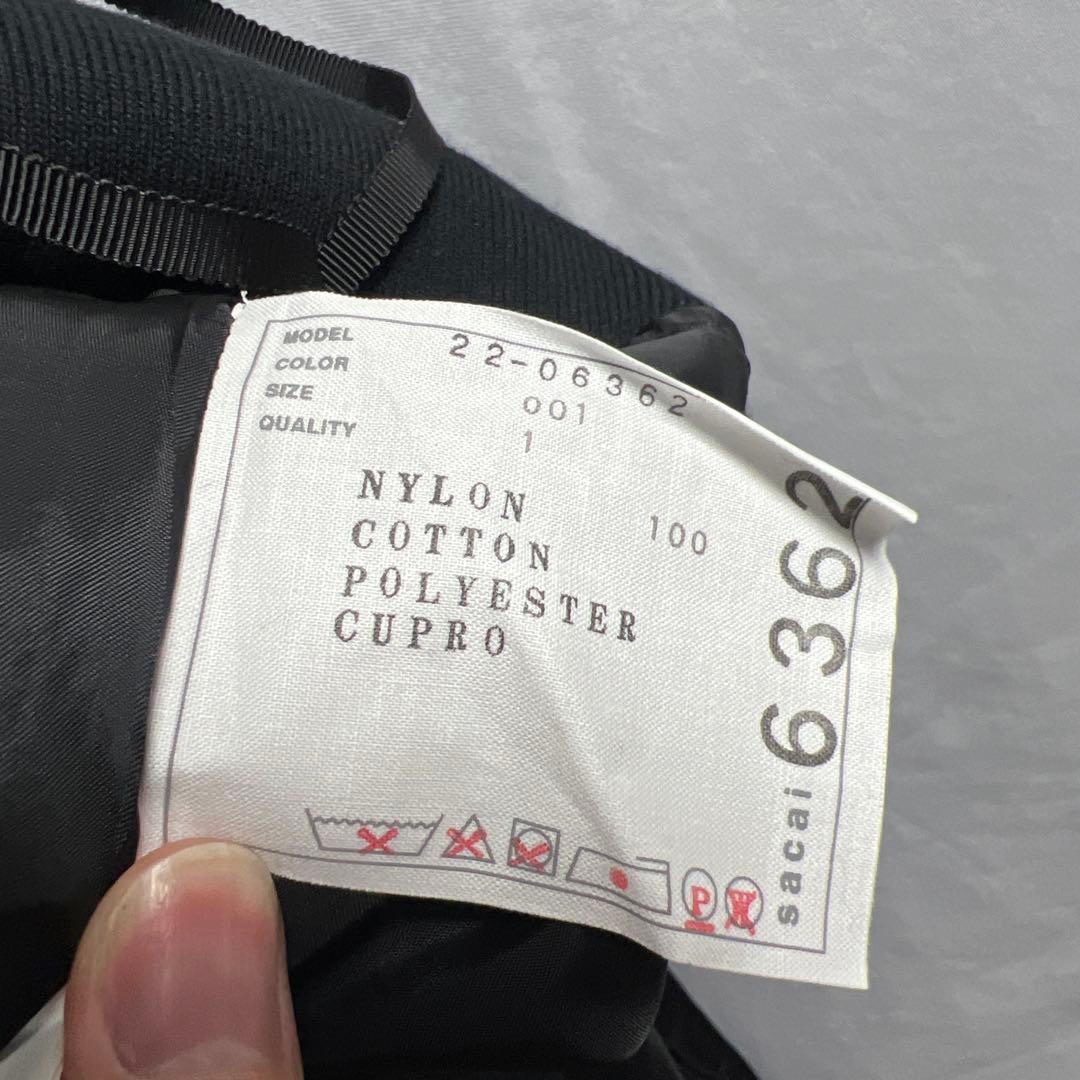 MODEL 22-06362
COLOR 001
SIZE 1
QUALITY
NYLON 100
COTTON
POLYESTER
CUPRO
P W
sacai 6362